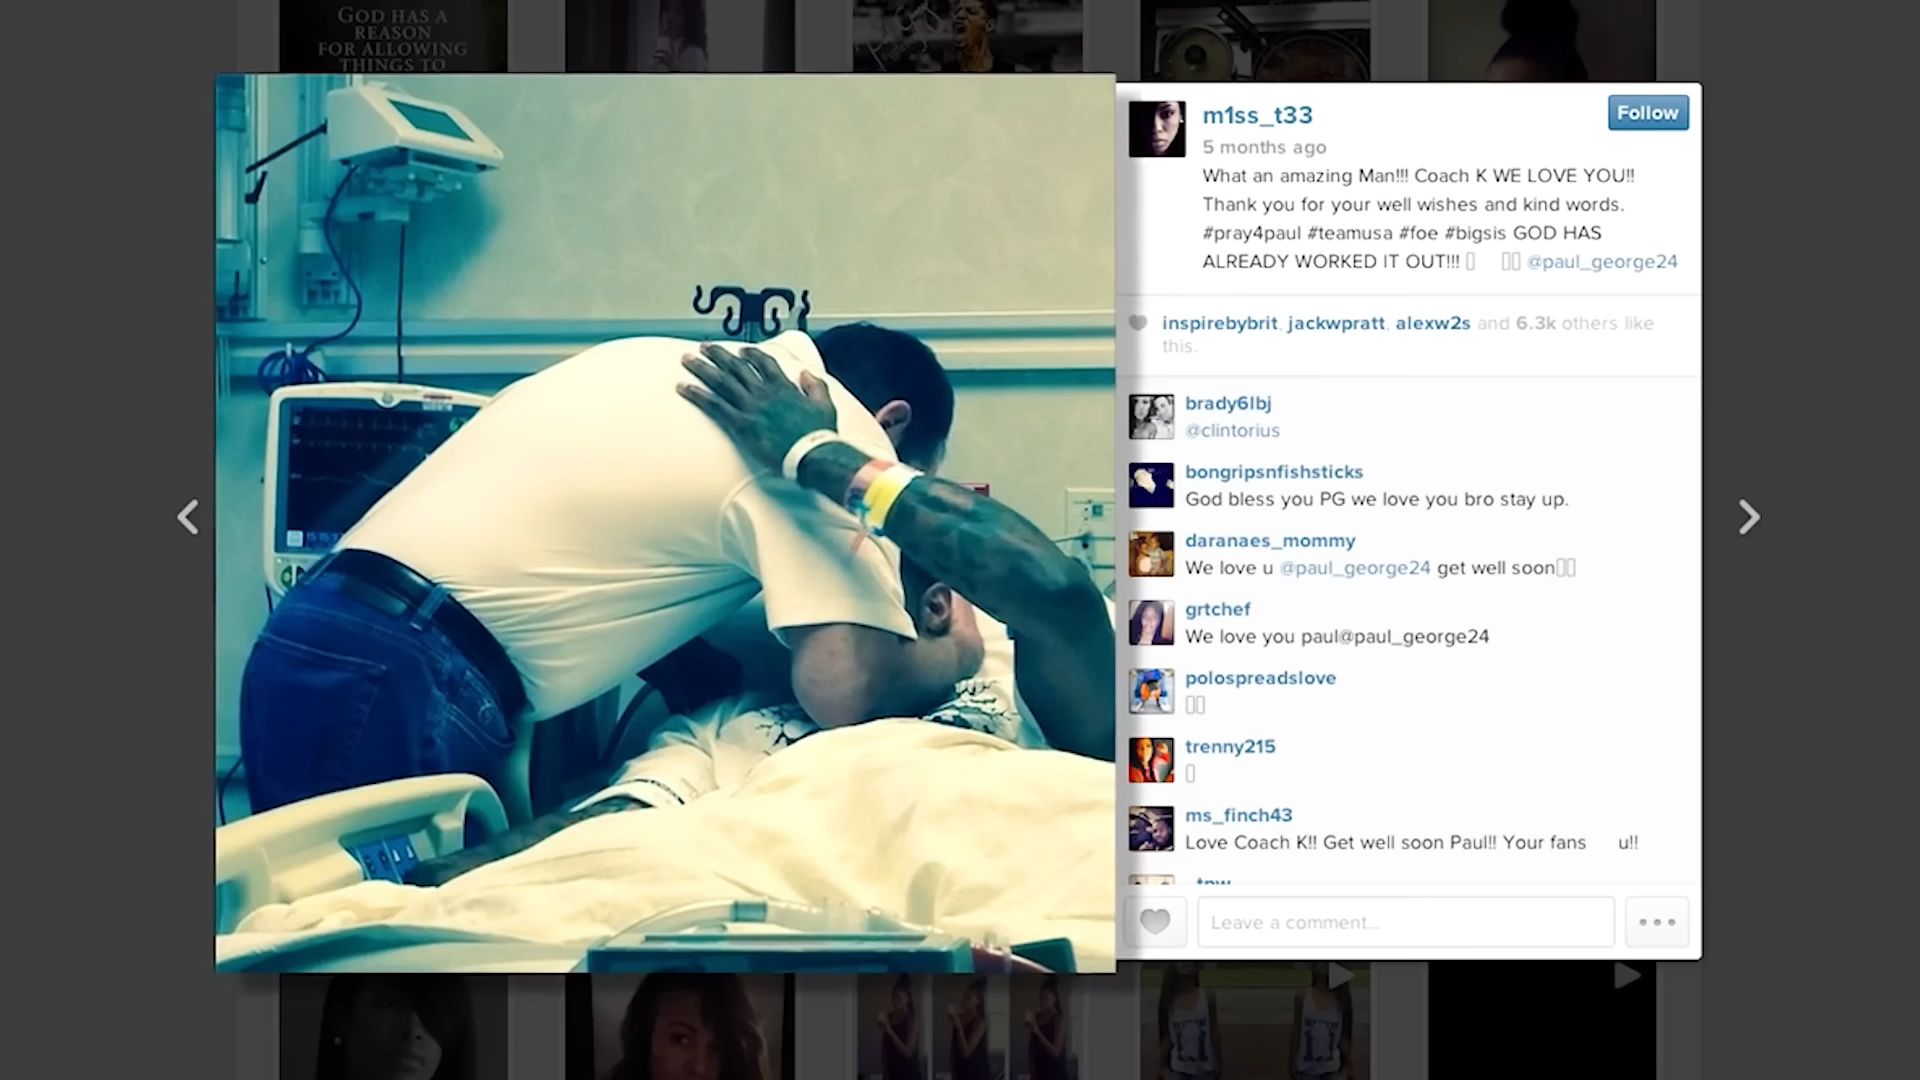 GOD HAS A
REASON
FOR ALLOWING
THINGS TO
m1ss_t33
Follow
5 months ago
What an amazing Man!!! Coach K WE LOVE YOU!!
Thank you for your well wishes and kind words.
#pray4paul #teamusa #foe #bigsis GOD HAS
ALREADY WORKED IT OUT!!! @paul_george24
inspirebybrit, jackwpratt, alexw2s and 6.3k others like
this.
brady6lbj
@clintorius
bongripsnfishsticks
God bless you PG we love you bro stay up.
daranaes_mommy
We love u @paul_george24 get well soon
grtchef
We love you paul@paul_george24
polospreadslove
trenny215
ms_finch43
Love Coach K!! Get well soon Paul!! Your fans u!!
Leave a comment...